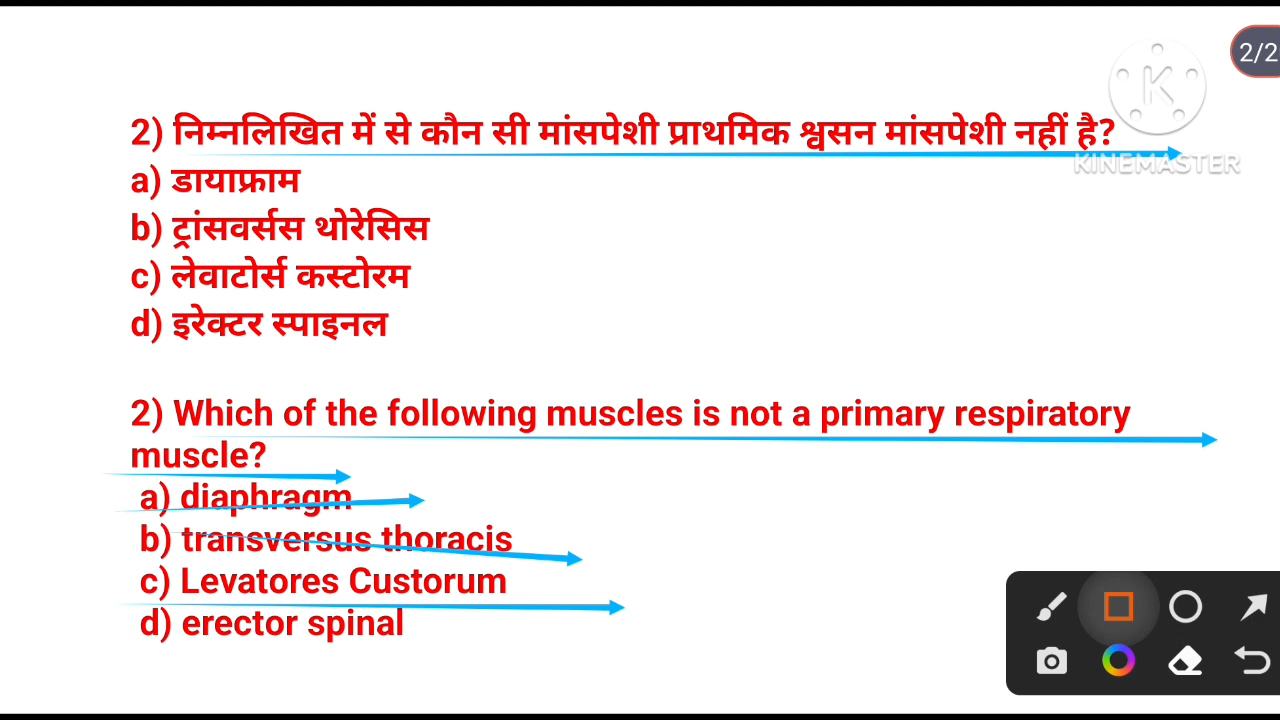 2/2
2) निम्नलिखित में से कौन सी मांसपेशी प्राथमिक श्वसन मांसपेशी नहीं है?
KINEMASTER
a) डायाफ्राम
b) ट्रांसवर्सस थोरेसिस
c) लेवाटोर्स कस्टोरम
d) इरेक्टर स्पाइनल
2) Which of the following muscles is not a primary respiratory
muscle?
a) diaphragm
b) transversus thoracis
c) Levatores Custorum
d) erector spinal